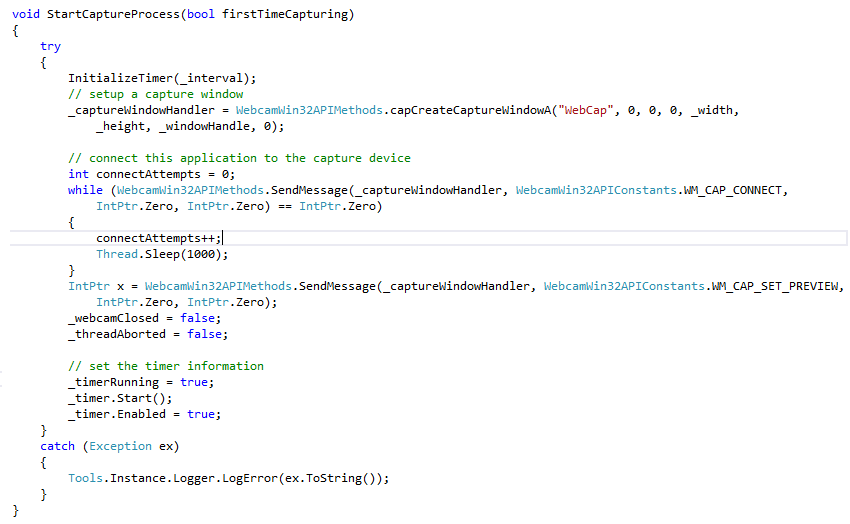 void StartCaptureProcess(bool firstTimeCapturing)
{
try
{
InitializeTimer(_interval);
// setup a capture window
_captureWindowHandler = WebcamWin32APIMethods.capCreateCaptureWindowA("WebCap", 0, 0, 0, _width,
_height, _windowHandle, 0);
// connect this application to the capture device
int connectAttempts = 0;
while (WebcamWin32APIMethods.SendMessage(_captureWindowHandler, WebcamWin32APIConstants.WM_CAP_CONNECT,
IntPtr.Zero, IntPtr.Zero) == IntPtr.Zero)
{
connectAttempts++;
Thread.Sleep(1000);
}
IntPtr x = WebcamWin32APIMethods.SendMessage(_captureWindowHandler, WebcamWin32APIConstants.WM_CAP_SET_PREVIEW,
IntPtr.Zero, IntPtr.Zero);
_webcamClosed = false;
_threadAborted = false;
// set the timer information
_timerRunning = true;
_timer.Start();
_timer.Enabled = true;
}
catch (Exception ex)
{
Tools.Instance.Logger.LogError(ex.ToString());
}
}